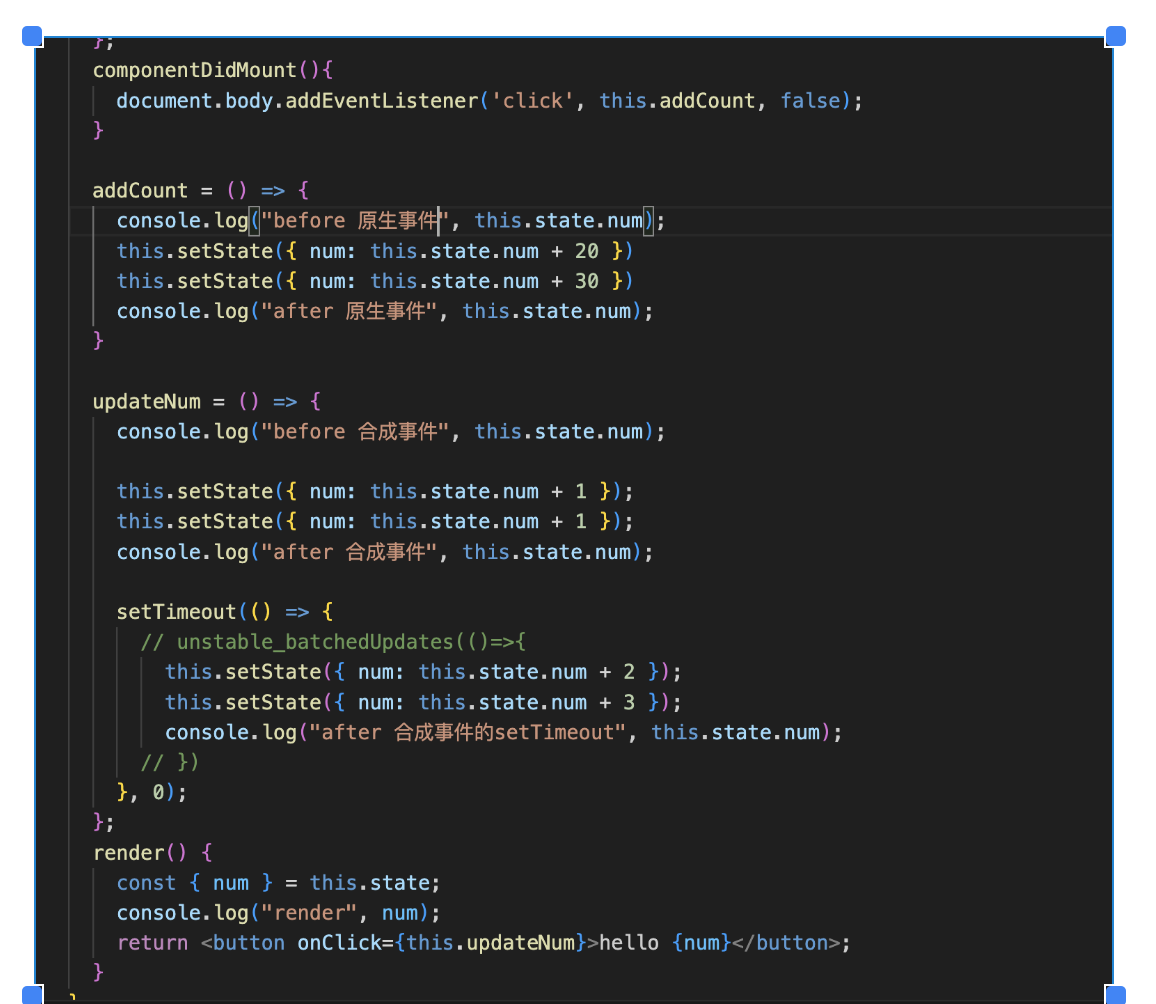 };
componentDidMount(){
document.body.addEventListener('click', this.addCount, false);
}
addCount = () => {
console.log("before 原生事件", this.state.num);
this.setState({ num: this.state.num + 20 })
this.setState({ num: this.state.num + 30 })
console.log("after 原生事件", this.state.num);
}
updateNum = () => {
console.log("before 合成事件", this.state.num);
this.setState({ num: this.state.num + 1 });
this.setState({ num: this.state.num + 1 });
console.log("after 合成事件", this.state.num);
setTimeout(() => {
// unstable_batchedUpdates(()=>{
this.setState({ num: this.state.num + 2 });
this.setState({ num: this.state.num + 3 });
console.log("after 合成事件的setTimeout", this.state.num);
// })
}, 0);
};
render() {
const { num } = this.state;
console.log("render", num);
return <button onClick={this.updateNum}>hello {num}</button>;
}
}